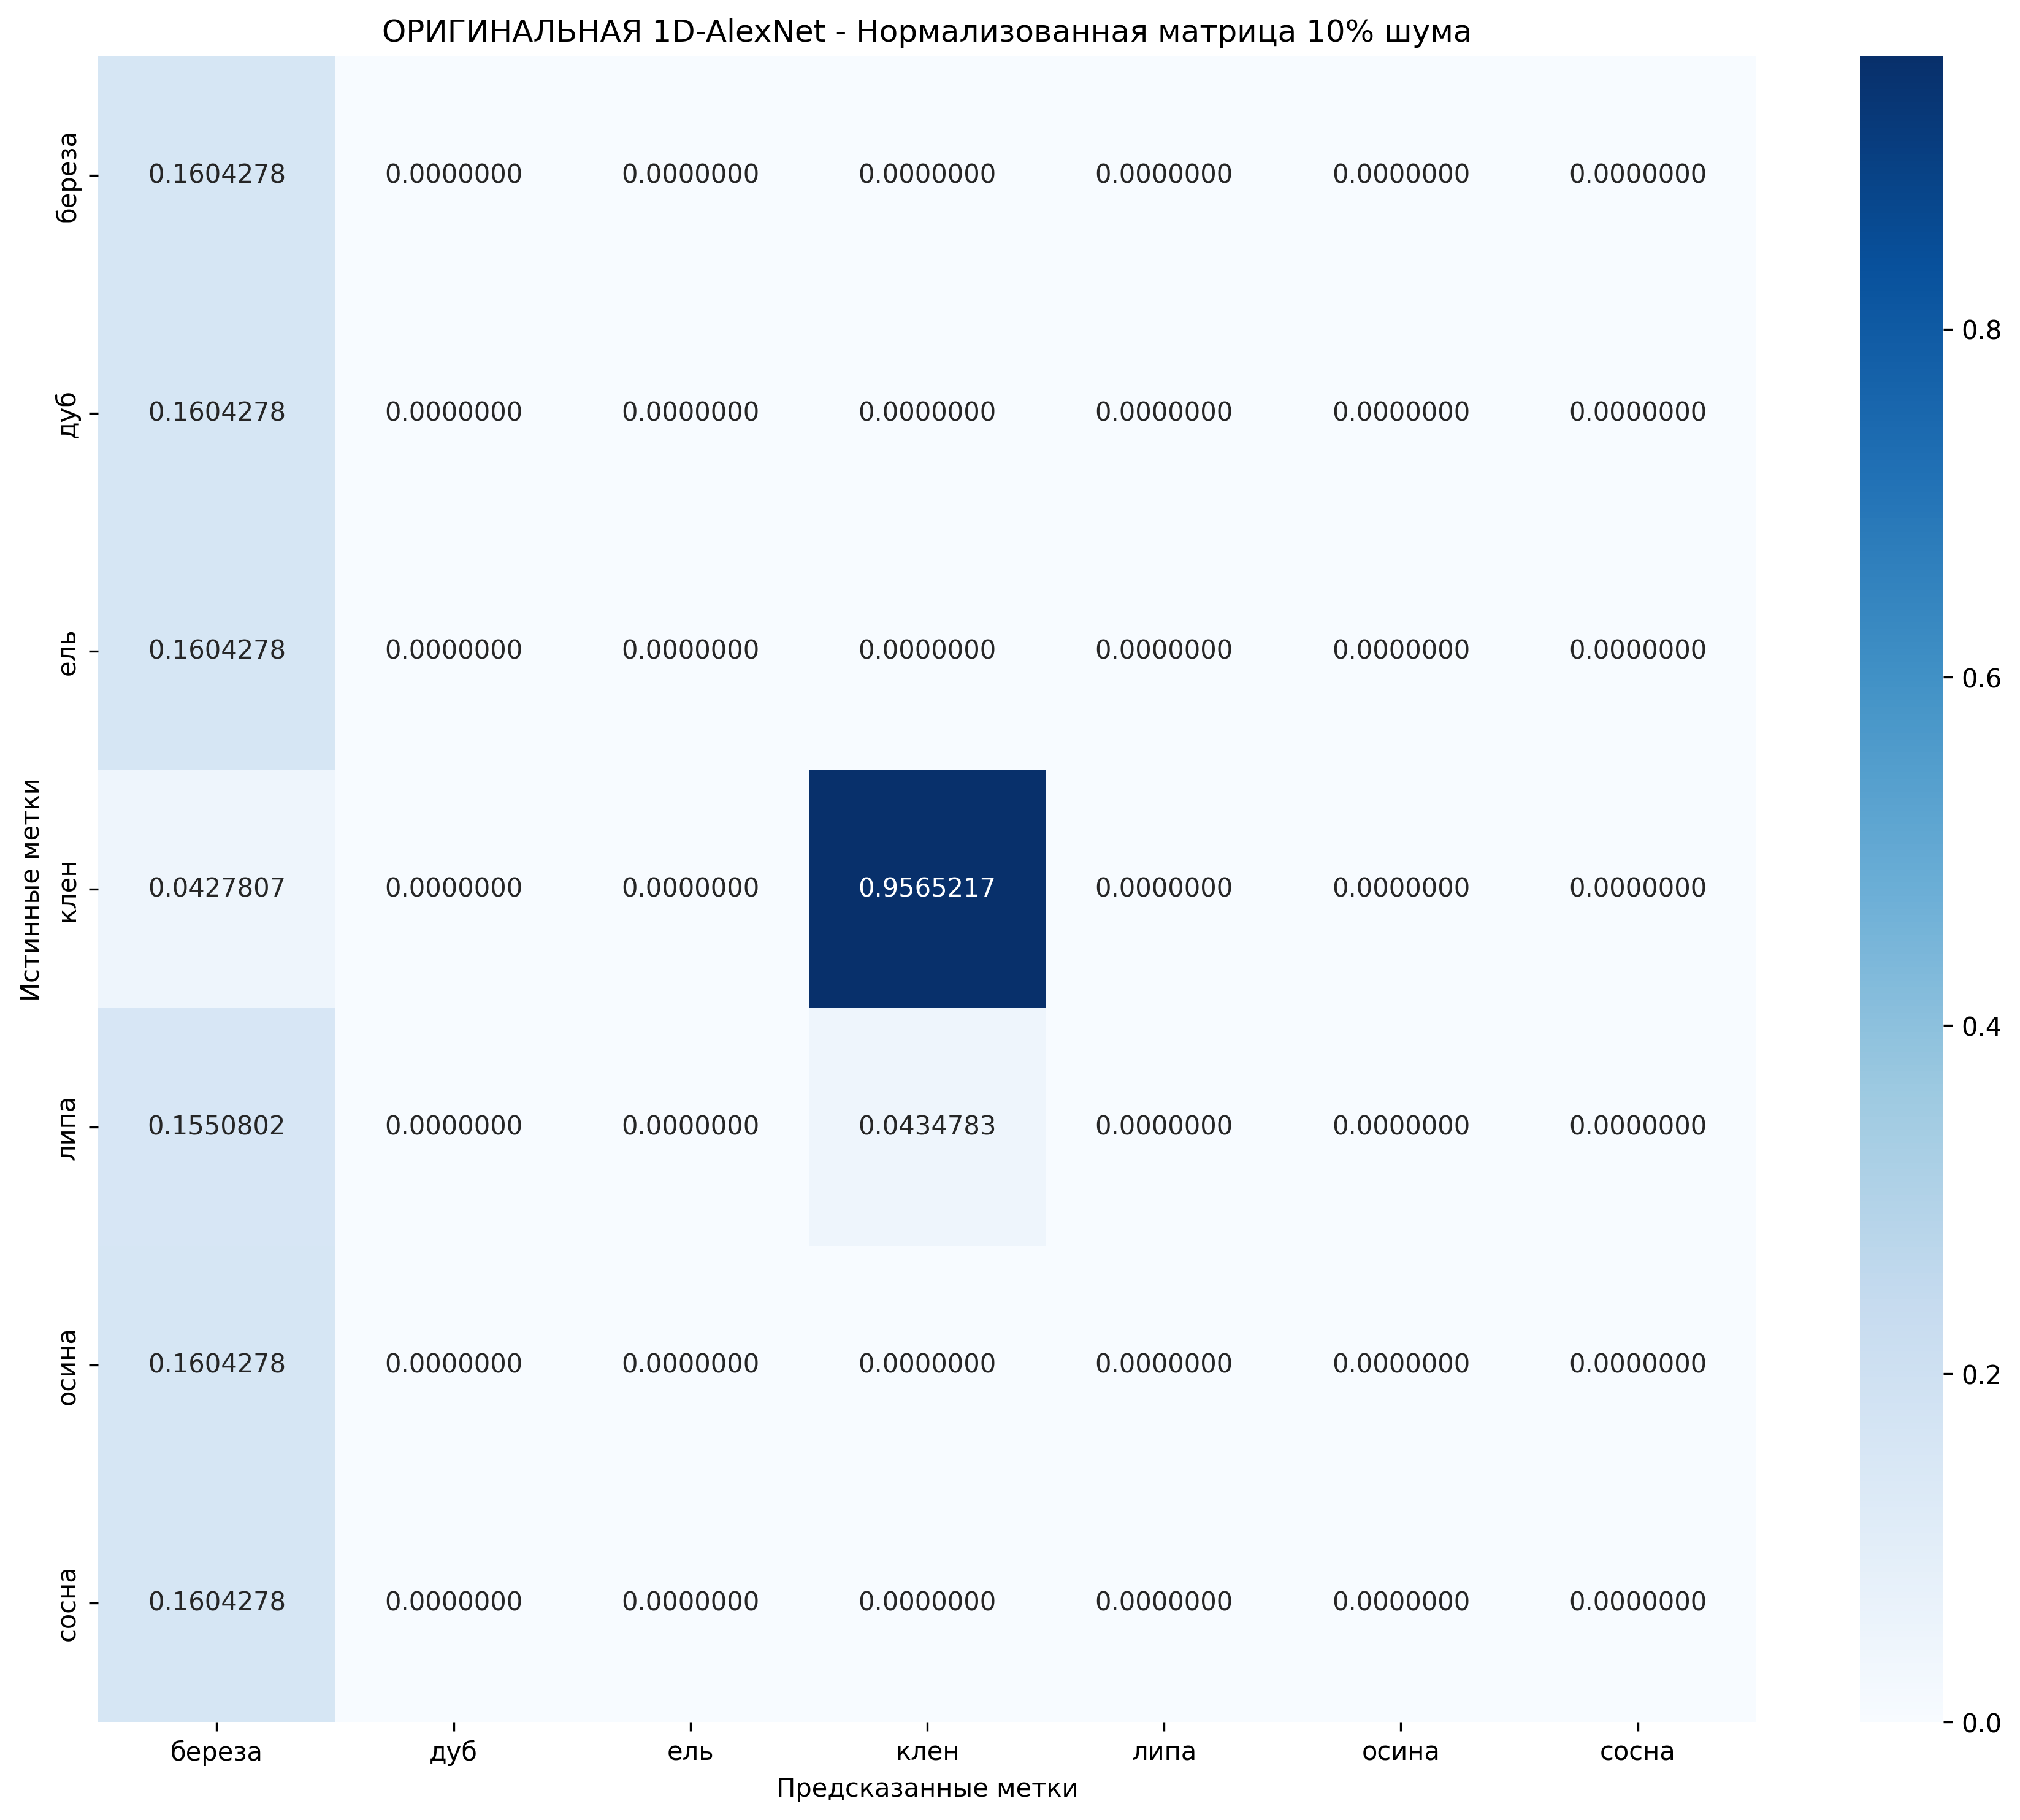 ОРИГИНАЛЬНАЯ 1D-AlexNet - Нормализованная матрица 10% шума
Истинные метки
береза 0.1604278 0.0000000 0.0000000 0.0000000 0.0000000 0.0000000 0.0000000
дуб 0.1604278 0.0000000 0.0000000 0.0000000 0.0000000 0.0000000 0.0000000
ель 0.1604278 0.0000000 0.0000000 0.0000000 0.0000000 0.0000000 0.0000000
клен 0.0427807 0.0000000 0.0000000 0.9565217 0.0000000 0.0000000 0.0000000
липа 0.1550802 0.0000000 0.0000000 0.0434783 0.0000000 0.0000000 0.0000000
осина 0.1604278 0.0000000 0.0000000 0.0000000 0.0000000 0.0000000 0.0000000
сосна 0.1604278 0.0000000 0.0000000 0.0000000 0.0000000 0.0000000 0.0000000
береза дуб ель клен липа осина сосна
Предсказанные метки
0.8
0.6
0.4
0.2
0.0